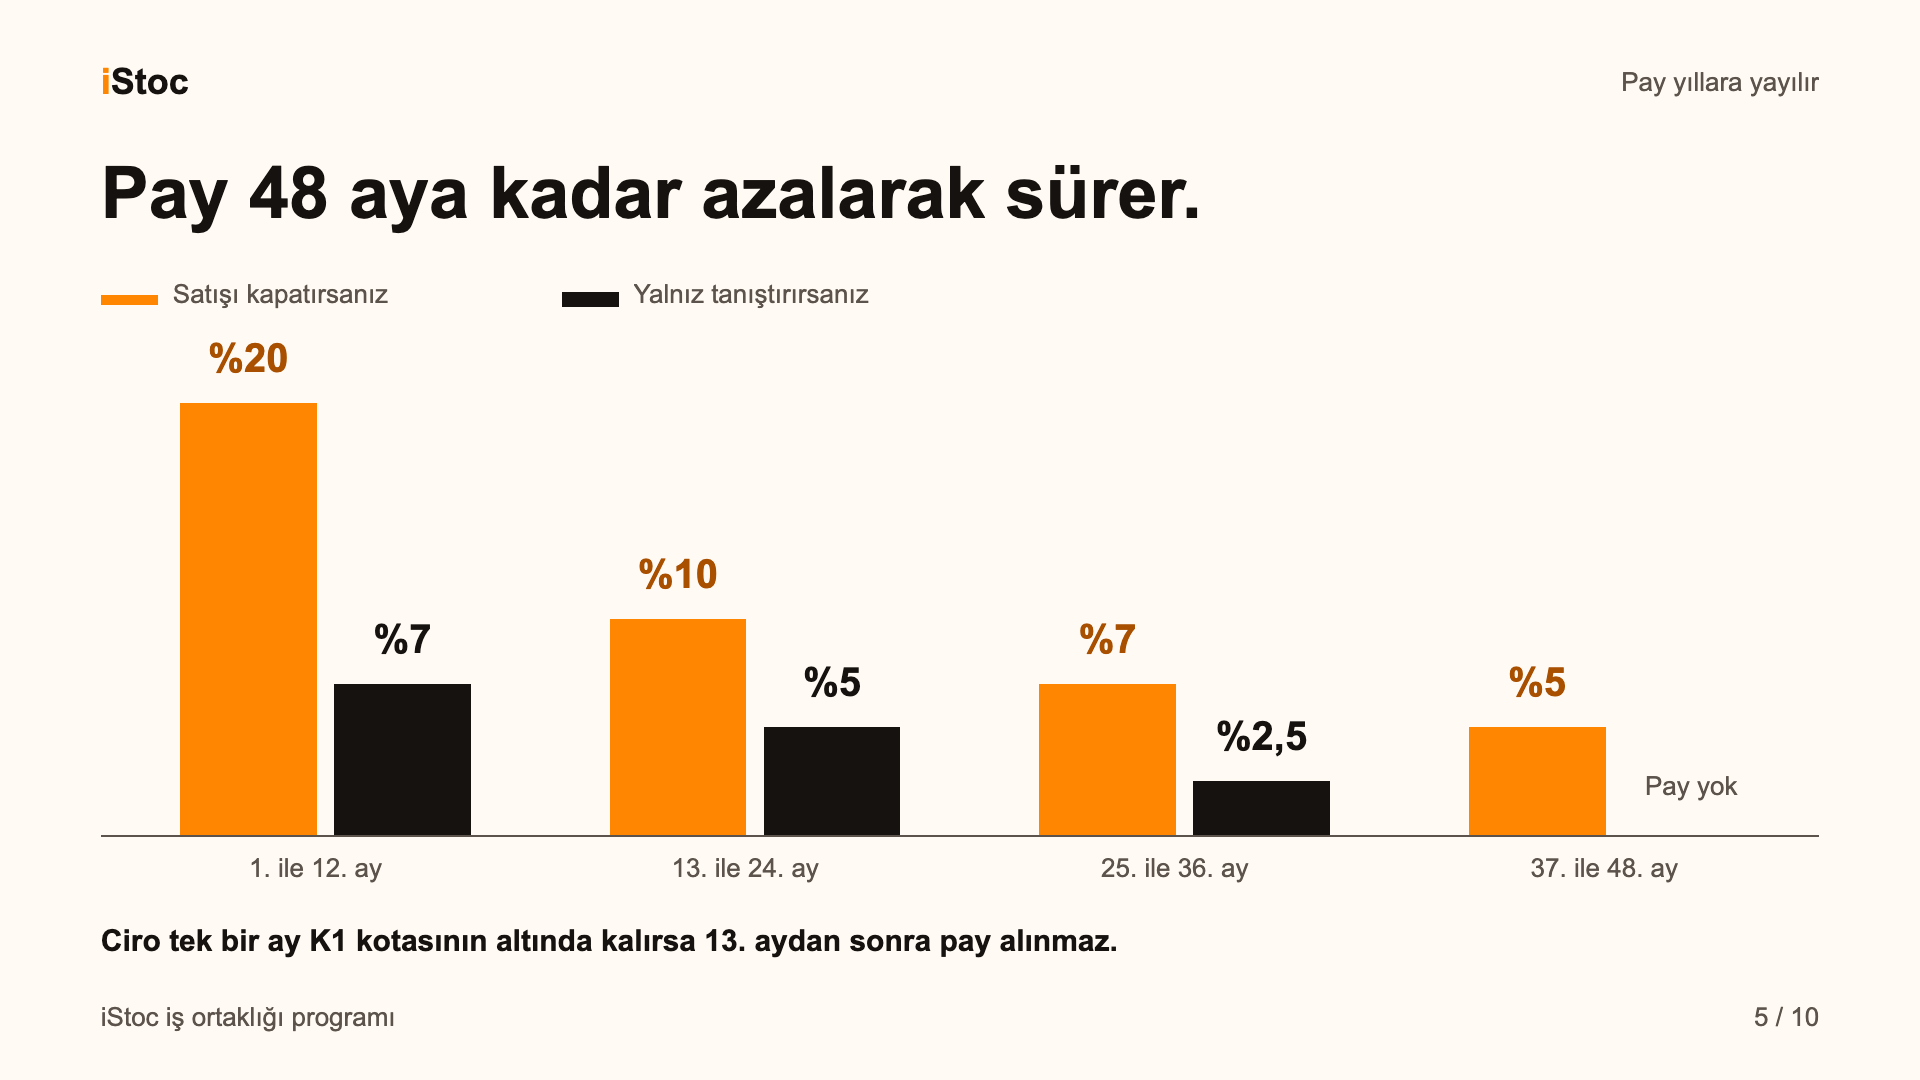 iStoc
Pay yıllara yayılır
Pay 48 aya kadar azalarak sürer.
Satışı kapatırsanız
Yalnız tanıştırırsanız
%20
%7
%10
%5
%7
%2,5
%5
Pay yok
1. ile 12. ay
13. ile 24. ay
25. ile 36. ay
37. ile 48. ay
Ciro tek bir ay K1 kotasının altında kalırsa 13. aydan sonra pay alınmaz.
iStoc iş ortaklığı programı
5 / 10